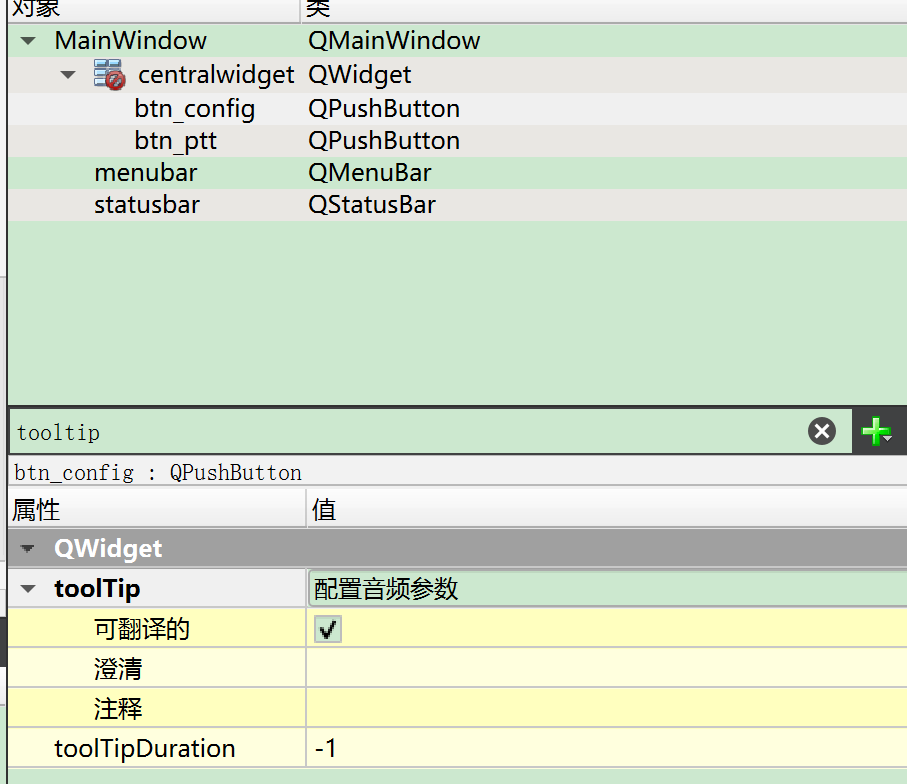 对象 类
MainWindow QMainWindow
centralwidget QWidget
btn_config QPushButton
btn_ptt QPushButton
menubar QMenuBar
statusbar QStatusBar
tooltip
btn_config : QPushButton
属性 值
QWidget
toolTip 配置音频参数
可翻译的
澄清
注释
toolTipDuration -1